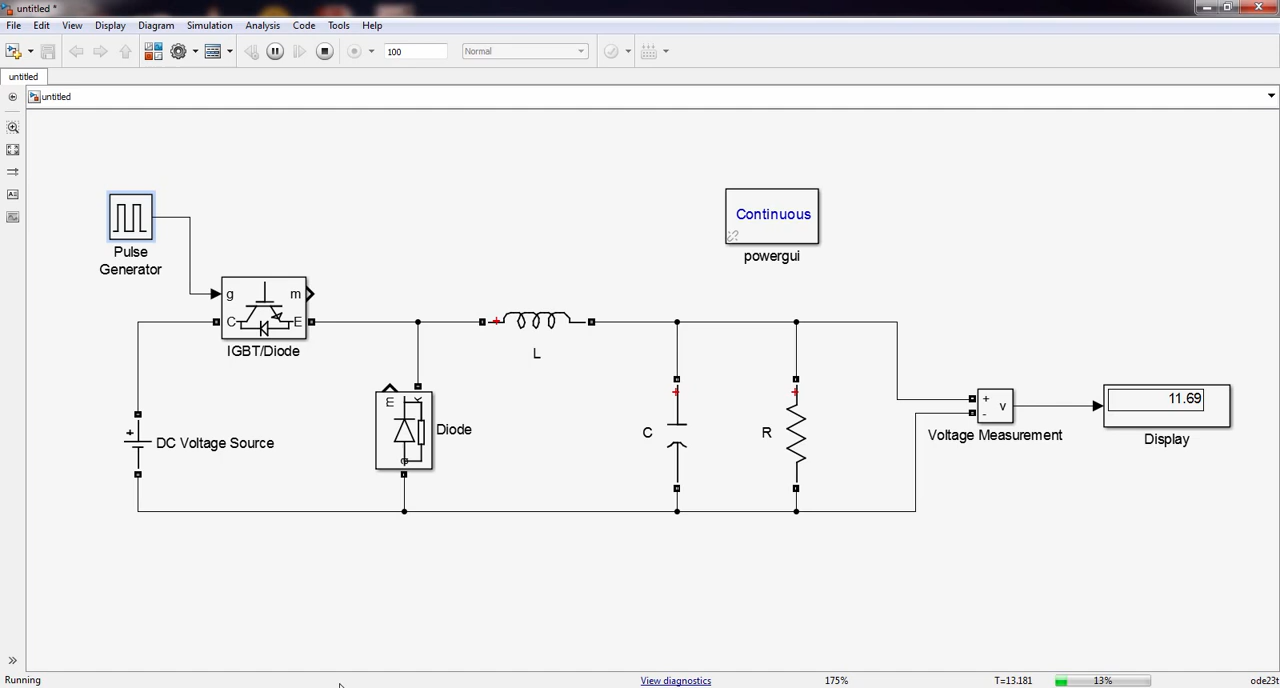 untitled *
File Edit View Display Diagram Simulation Analysis Code Tools Help
100 Normal
untitled
untitled
Continuous
powergui
Pulse
Generator
g m
C E
IGBT/Diode
L
m k
a
Diode
DC Voltage Source
C
R
+ v
-
Voltage Measurement
11.69
Display
Running View diagnostics 175% T=13.181 13% ode23t